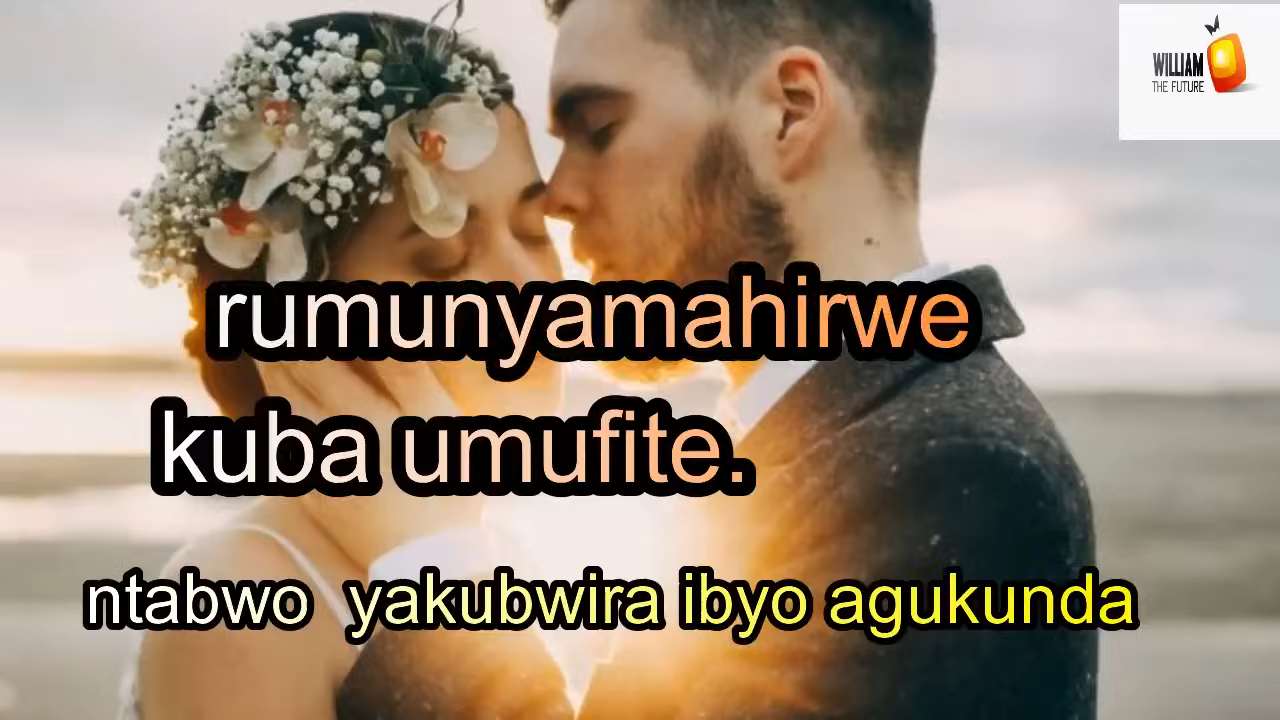 WILLIAM
THE FUTURE
rumunyamahirwe
kuba umufite.
ntabwo yakubwira ibyo agukunda